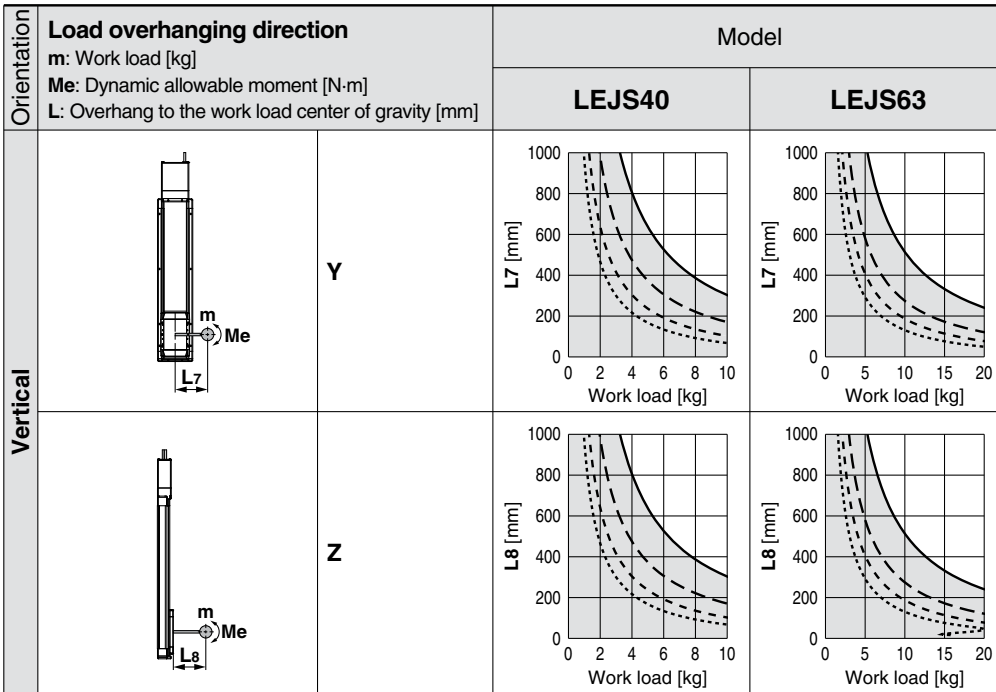 Orientation
Load overhanging direction
m: Work load [kg]
Me: Dynamic allowable moment [N·m]
L: Overhang to the work load center of gravity [mm]
Model
LEJS40
LEJS63
Vertical
m
Me
L7
Y
L7 [mm]
1000
800
600
400
200
0
0 2 4 6 8 10
Work load [kg]
L7 [mm]
1000
800
600
400
200
0
0 5 10 15 20
Work load [kg]
m
Me
L8
Z
L8 [mm]
1000
800
600
400
200
0
0 2 4 6 8 10
Work load [kg]
L8 [mm]
1000
800
600
400
200
0
0 5 10 15 20
Work load [kg]